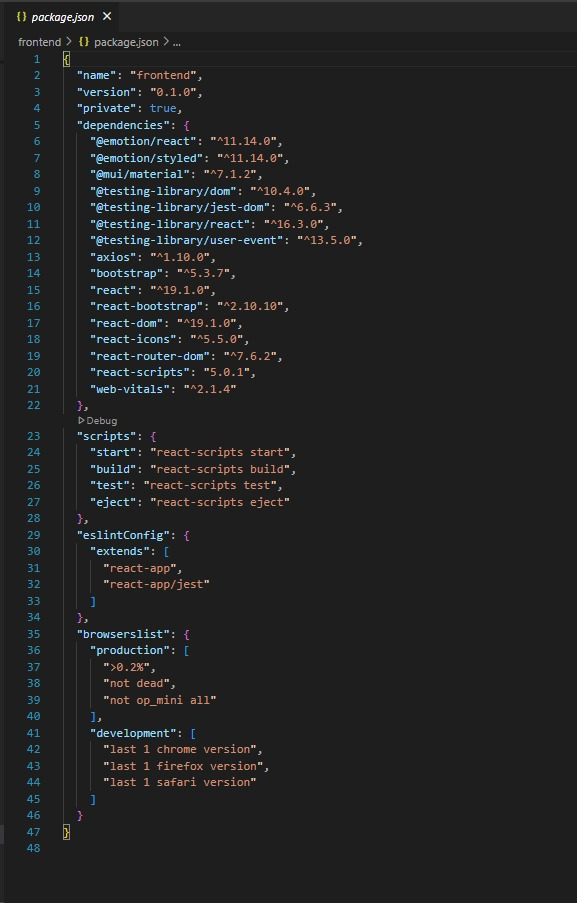 {} package.json ×
frontend > {} package.json > ...
1 {
2 "name": "frontend",
3 "version": "0.1.0",
4 "private": true,
5 "dependencies": {
6 "@emotion/react": "^11.14.0",
7 "@emotion/styled": "^11.14.0",
8 "@mui/material": "^7.1.2",
9 "@testing-library/dom": "^10.4.0",
10 "@testing-library/jest-dom": "^6.6.3",
11 "@testing-library/react": "^16.3.0",
12 "@testing-library/user-event": "^13.5.0",
13 "axios": "^1.10.0",
14 "bootstrap": "^5.3.7",
15 "react": "^19.1.0",
16 "react-bootstrap": "^2.10.10",
17 "react-dom": "^19.1.0",
18 "react-icons": "^5.5.0",
19 "react-router-dom": "^7.6.2",
20 "react-scripts": "5.0.1",
21 "web-vitals": "^2.1.4"
22 },
Debug
23 "scripts": {
24 "start": "react-scripts start",
25 "build": "react-scripts build",
26 "test": "react-scripts test",
27 "eject": "react-scripts eject"
28 },
29 "eslintConfig": {
30 "extends": [
31 "react-app",
32 "react-app/jest"
33 ]
34 },
35 "browserslist": {
36 "production": [
37 ">0.2%",
38 "not dead",
39 "not op_mini all"
40 ],
41 "development": [
42 "last 1 chrome version",
43 "last 1 firefox version",
44 "last 1 safari version"
45 ]
46 }
47 }
48